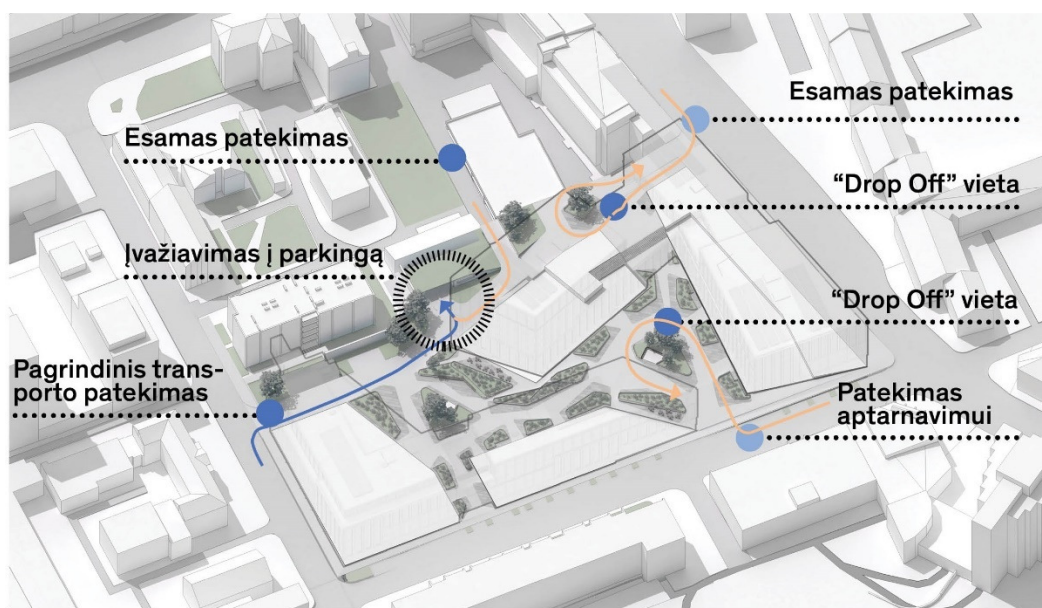 Esamas patekimas
Esamas patekimas
“Drop Off” vieta
Įvažiavimas į parkingą
“Drop Off” vieta
Pagrindinis trans-
porto patekimas
Patekimas
aptarnavimui